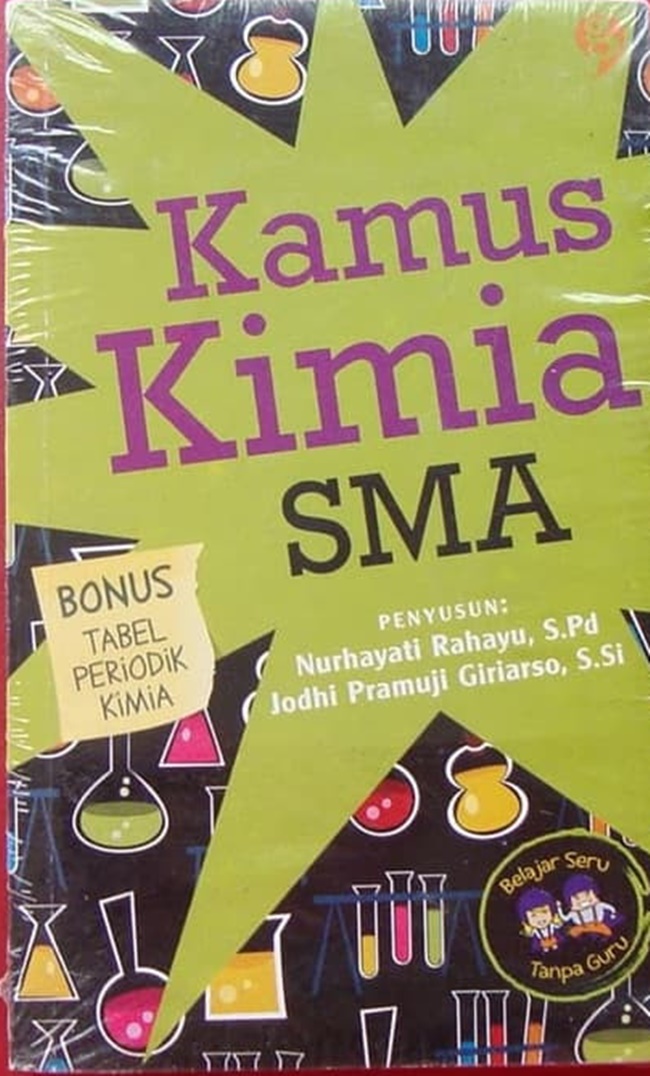 Kamus
Kimia
SMA
BONUS
TABEL
PERiODiK
KiMiA
PENYUSUN:
Nurhayati Rahayu, S.Pd
Jodhi Pramuji Giriarso, S.Si
Belajar Seru
Tanpa Guru